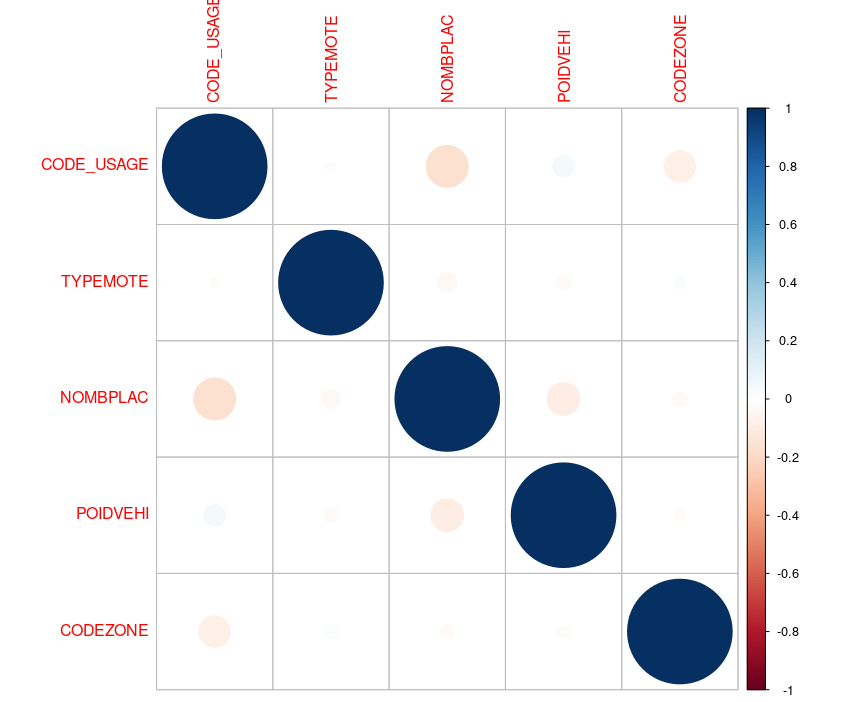 CODE_USAGE
TYPEMOTE
NOMBPLAC
POIDVEHI
CODEZONE
CODE_USAGE
TYPEMOTE
NOMBPLAC
POIDVEHI
CODEZONE
1
0.8
0.6
0.4
0.2
0
-0.2
-0.4
-0.6
-0.8
-1